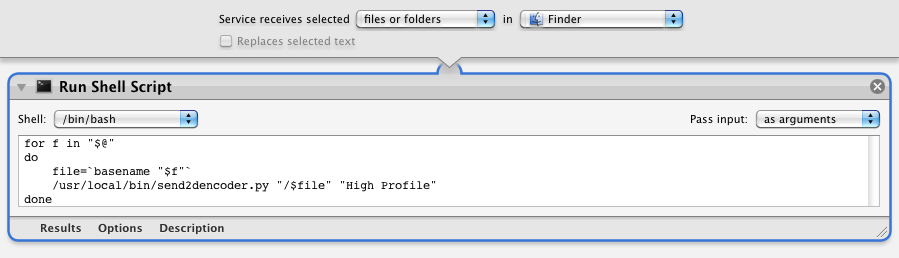 Service receives selected files or folders in Finder
Replaces selected text
Run Shell Script
Shell: /bin/bash Pass input: as arguments
for f in "$@"
do
    file=`basename "$f"`
    /usr/local/bin/send2dencoder.py "/$file" "High Profile"
done
Results Options Description